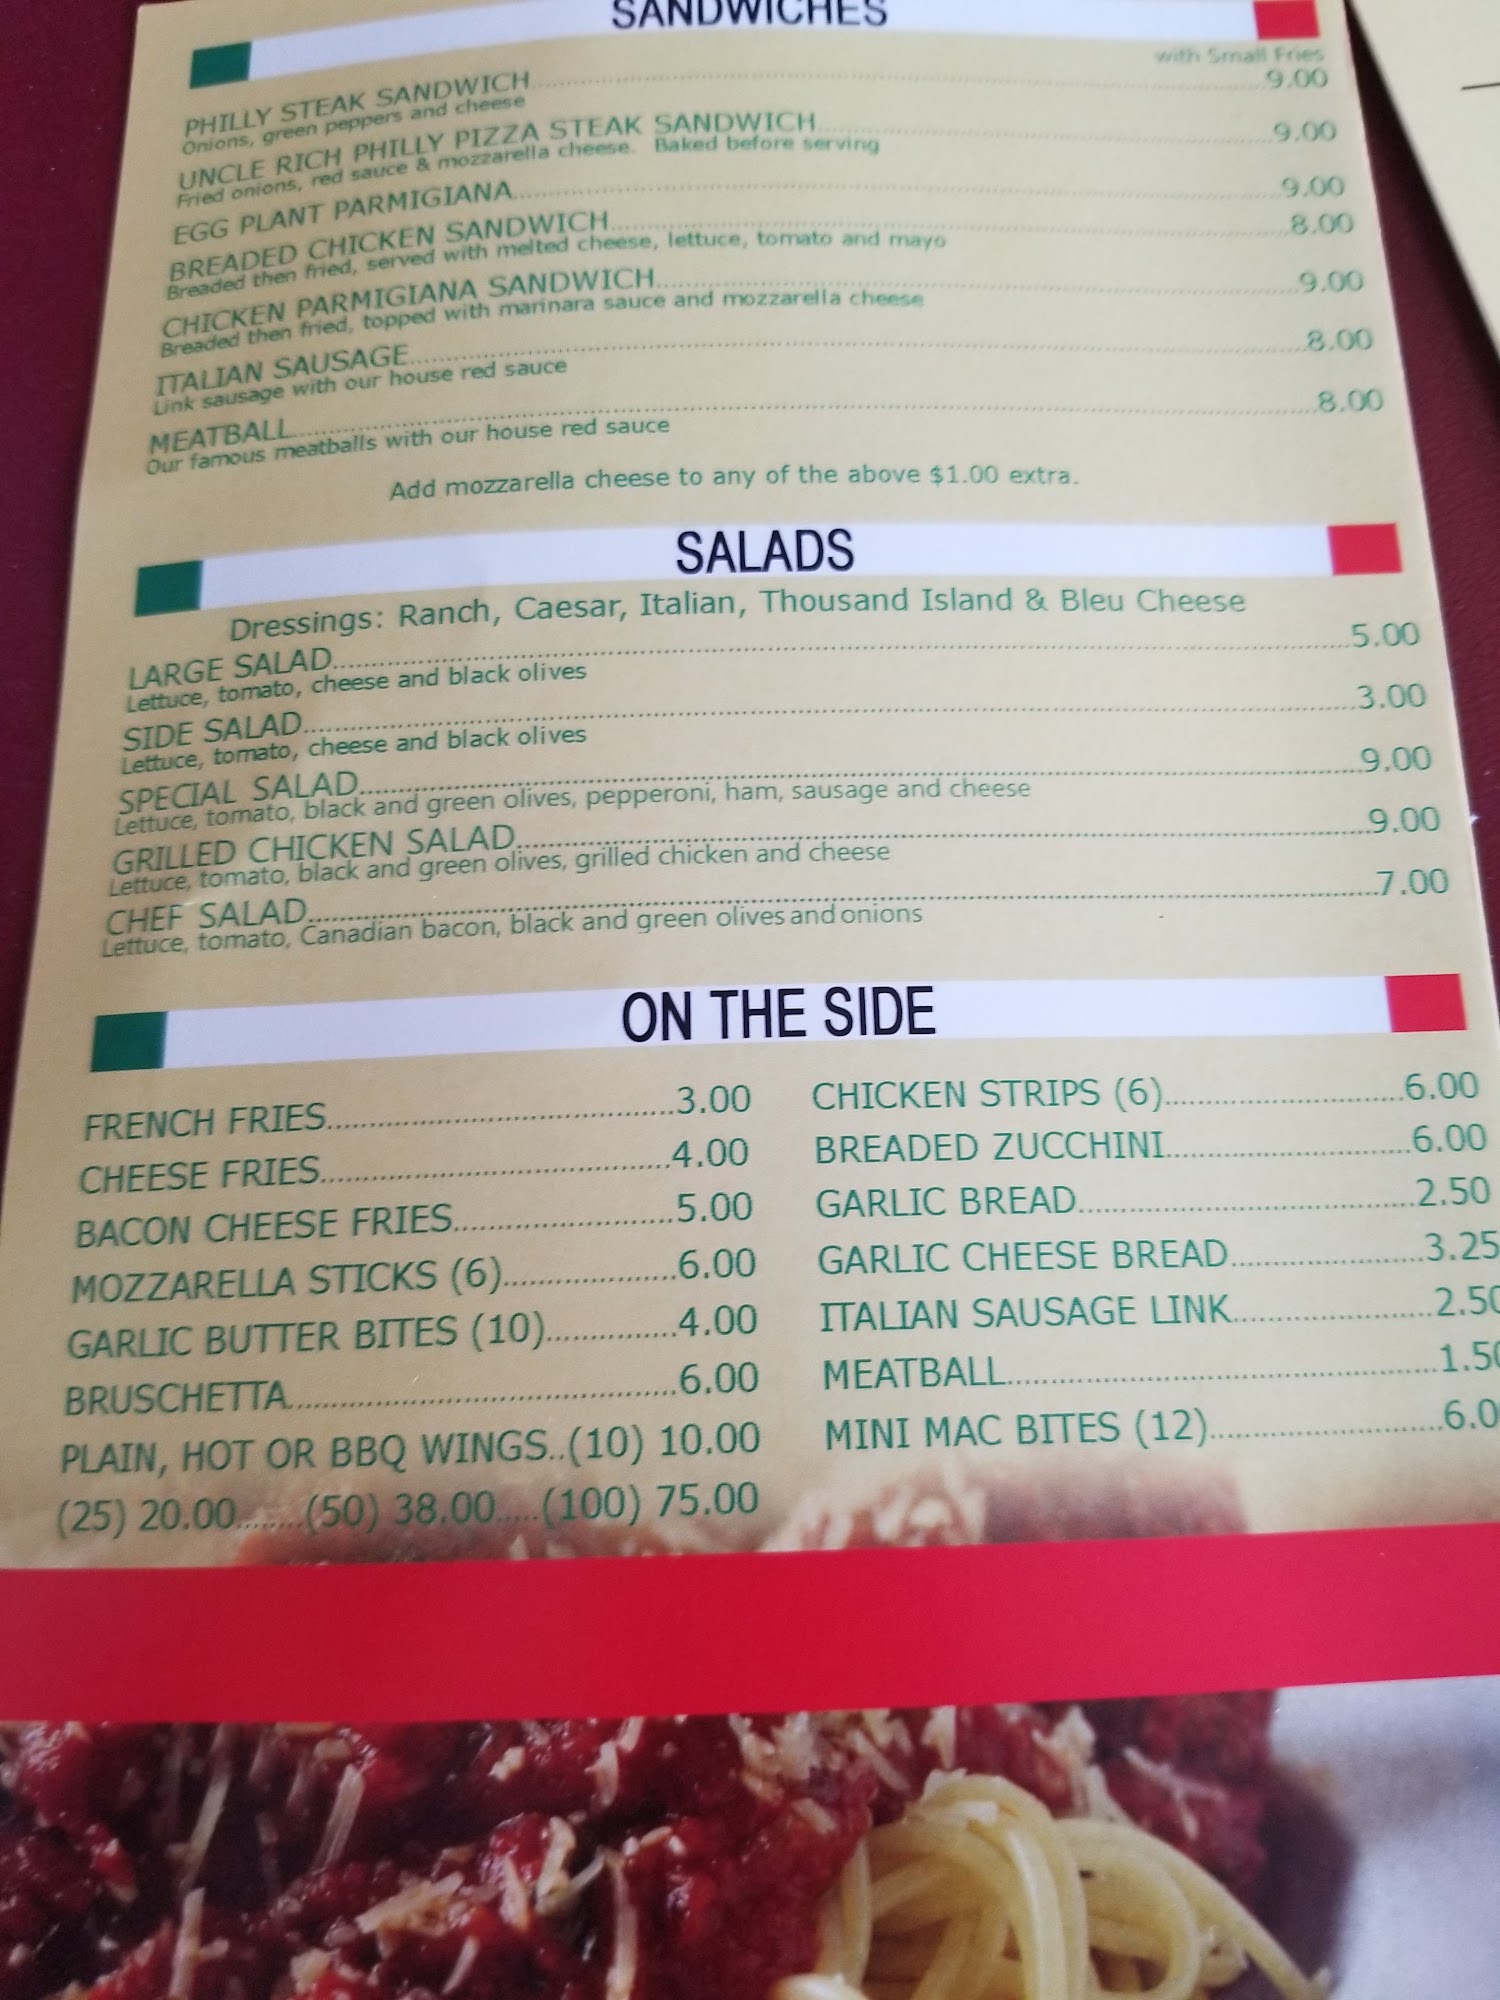 SANDWICHES
with Small Fries
PHILLY STEAK SANDWICH 9.00
Onions, green peppers and cheese
UNCLE RICH PHILLY PIZZA STEAK SANDWICH 9.00
Fried onions, red sauce & mozzarella cheese. Baked before serving
EGG PLANT PARMIGIANA 9.00
BREADED CHICKEN SANDWICH 8.00
Breaded then fried, served with melted cheese, lettuce, tomato and mayo
CHICKEN PARMIGIANA SANDWICH 9.00
Breaded then fried, topped with marinara sauce and mozzarella cheese
ITALIAN SAUSAGE 8.00
Link sausage with our house red sauce
MEATBALL 8.00
Our famous meatballs with our house red sauce
Add mozzarella cheese to any of the above $1.00 extra.
SALADS
Dressings: Ranch, Caesar, Italian, Thousand Island & Bleu Cheese
LARGE SALAD 5.00
Lettuce, tomato, cheese and black olives
SIDE SALAD 3.00
Lettuce, tomato, cheese and black olives
SPECIAL SALAD 9.00
Lettuce, tomato, black and green olives, pepperoni, ham, sausage and cheese
GRILLED CHICKEN SALAD 9.00
Lettuce, tomato, black and green olives, grilled chicken and cheese
CHEF SALAD 7.00
Lettuce, tomato, Canadian bacon, black and green olives and onions
ON THE SIDE
FRENCH FRIES 3.00
CHEESE FRIES 4.00
BACON CHEESE FRIES 5.00
MOZZARELLA STICKS (6) 6.00
GARLIC BUTTER BITES (10) 4.00
BRUSCHETTA 6.00
PLAIN, HOT OR BBQ WINGS..(10) 10.00
(25) 20.00........(50) 38.00.....(100) 75.00
CHICKEN STRIPS (6) 6.00
BREADED ZUCCHINI 6.00
GARLIC BREAD 2.50
GARLIC CHEESE BREAD 3.25
ITALIAN SAUSAGE LINK 2.50
MEATBALL 1.50
MINI MAC BITES (12) 6.0